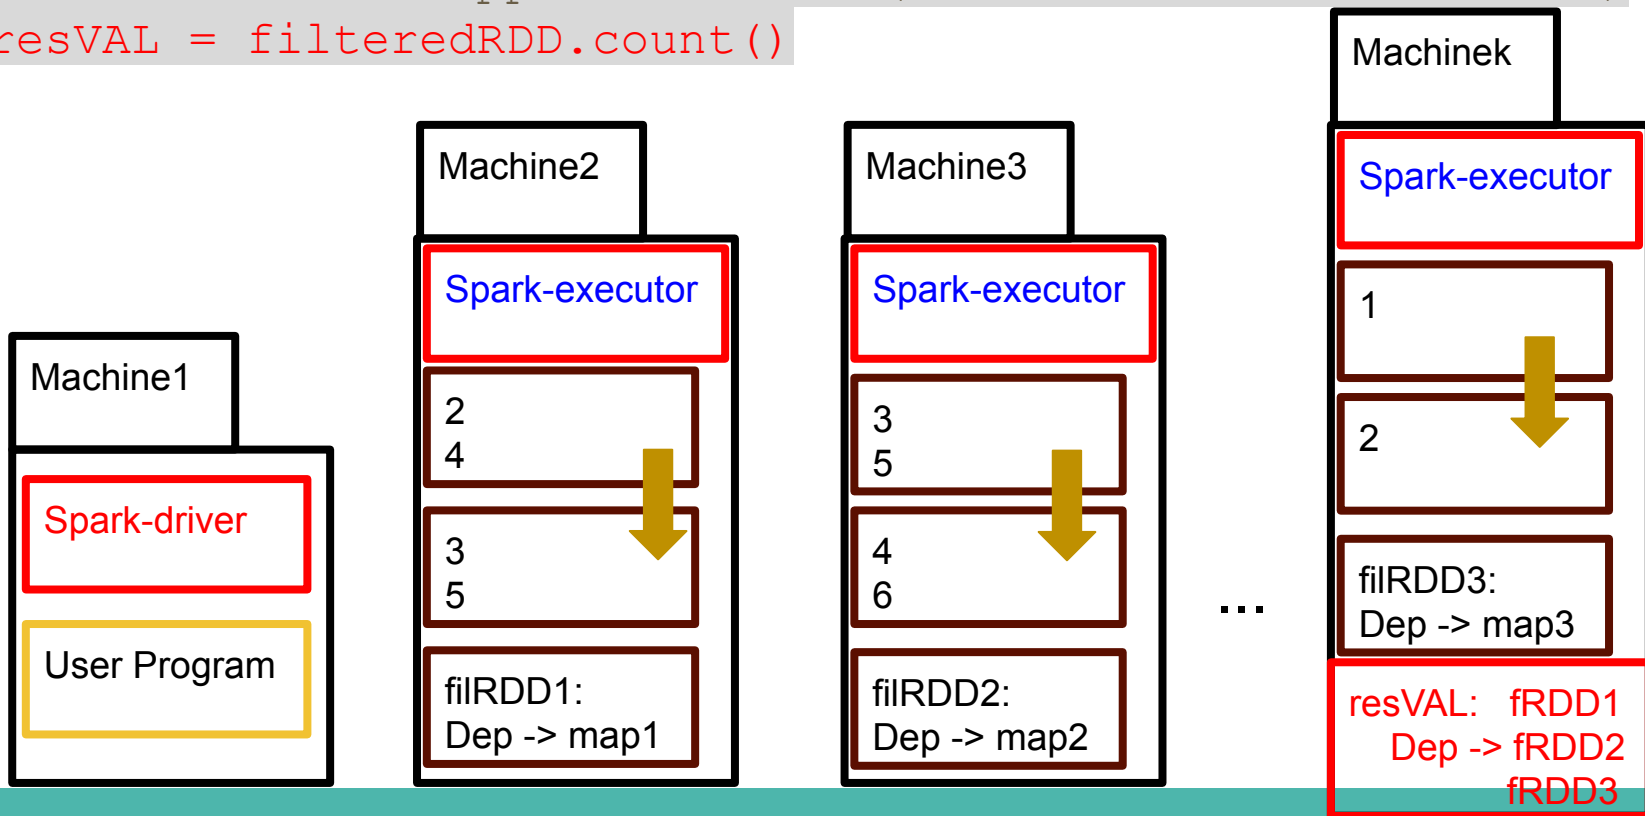 resVAL = filteredRDD.count()
Machine1
Spark-driver
User Program
Machine2
Spark-executor
2
4
3
5
filRDD1:
Dep -> map1
Machine3
Spark-executor
3
5
4
6
filRDD2:
Dep -> map2
...
Machinek
Spark-executor
1
2
filRDD3:
Dep -> map3
resVAL: fRDD1
Dep -> fRDD2
fRDD3